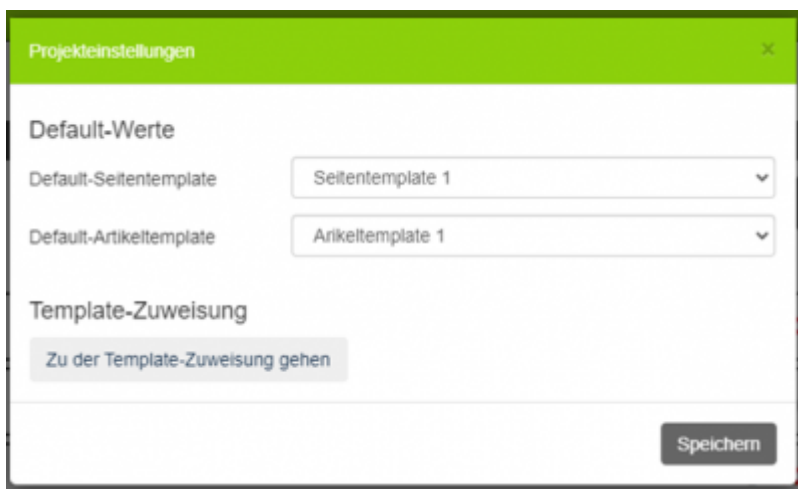 Projekteinstellungen ×
Default-Werte
Default-Seitentemplate Seitentemplate 1
Default-Artikeltemplate Arikeltemplate 1
Template-Zuweisung
Zu der Template-Zuweisung gehen
Speichern